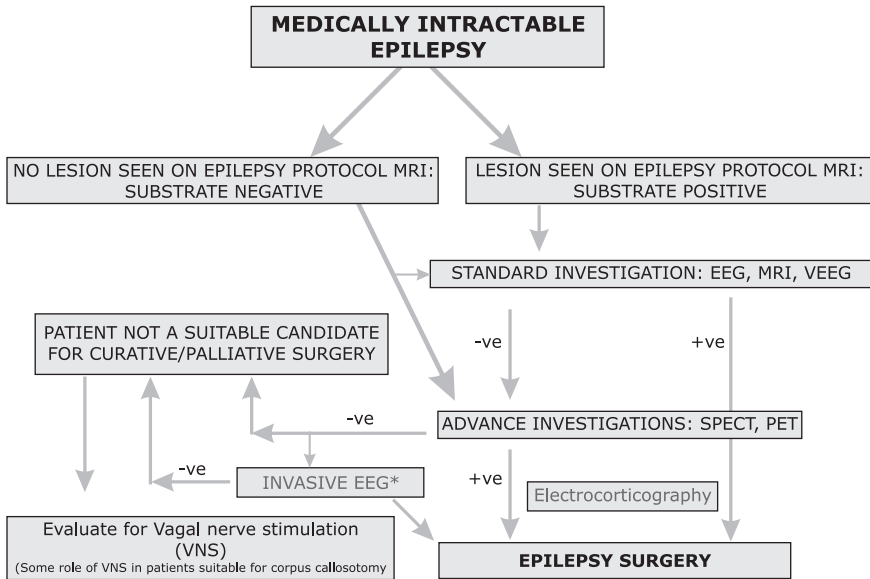 MEDICALLY INTRACTABLE
EPILEPSY
NO LESION SEEN ON EPILEPSY PROTOCOL MRI:
SUBSTRATE NEGATIVE
LESION SEEN ON EPILEPSY PROTOCOL MRI:
SUBSTRATE POSITIVE
STANDARD INVESTIGATION: EEG, MRI, VEEG
PATIENT NOT A SUITABLE CANDIDATE
FOR CURATIVE/PALLIATIVE SURGERY
-ve
+ve
-ve
ADVANCE INVESTIGATIONS: SPECT, PET
-ve
INVASIVE EEG*
+ve
Electrocorticography
Evaluate for Vagal nerve stimulation
(VNS)
(Some role of VNS in patients suitable for corpus callosotomy
EPILEPSY SURGERY